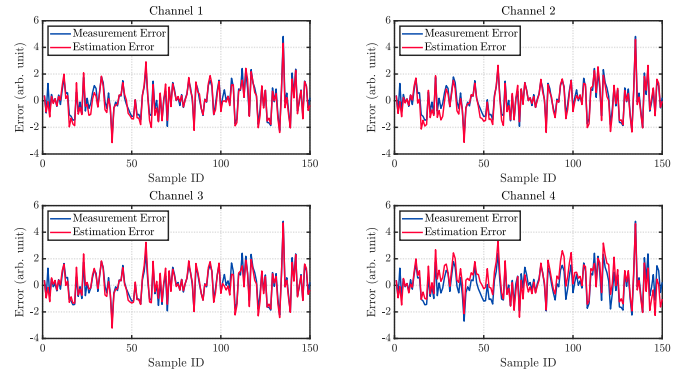 Channel 1
Error (arb. unit)
6
4
2
0
-2
-4
Measurement Error
Estimation Error
0
50
100
150
Sample ID
Channel 2
Error (arb. unit)
6
4
2
0
-2
-4
Measurement Error
Estimation Error
0
50
100
150
Sample ID
Channel 3
Error (arb. unit)
6
4
2
0
-2
-4
Measurement Error
Estimation Error
0
50
100
150
Sample ID
Channel 4
Error (arb. unit)
6
4
2
0
-2
-4
Measurement Error
Estimation Error
0
50
100
150
Sample ID